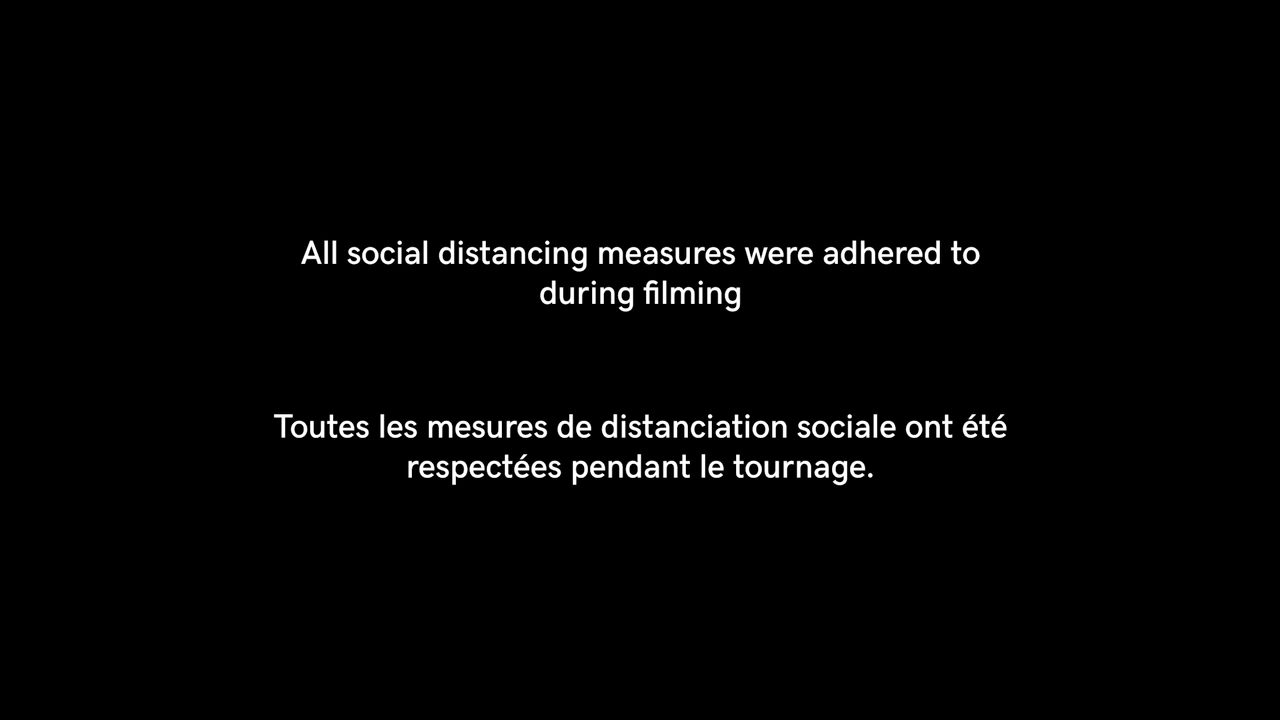 All social distancing measures were adhered to
during filming
Toutes les mesures de distanciation sociale ont été
respectées pendant le tournage.